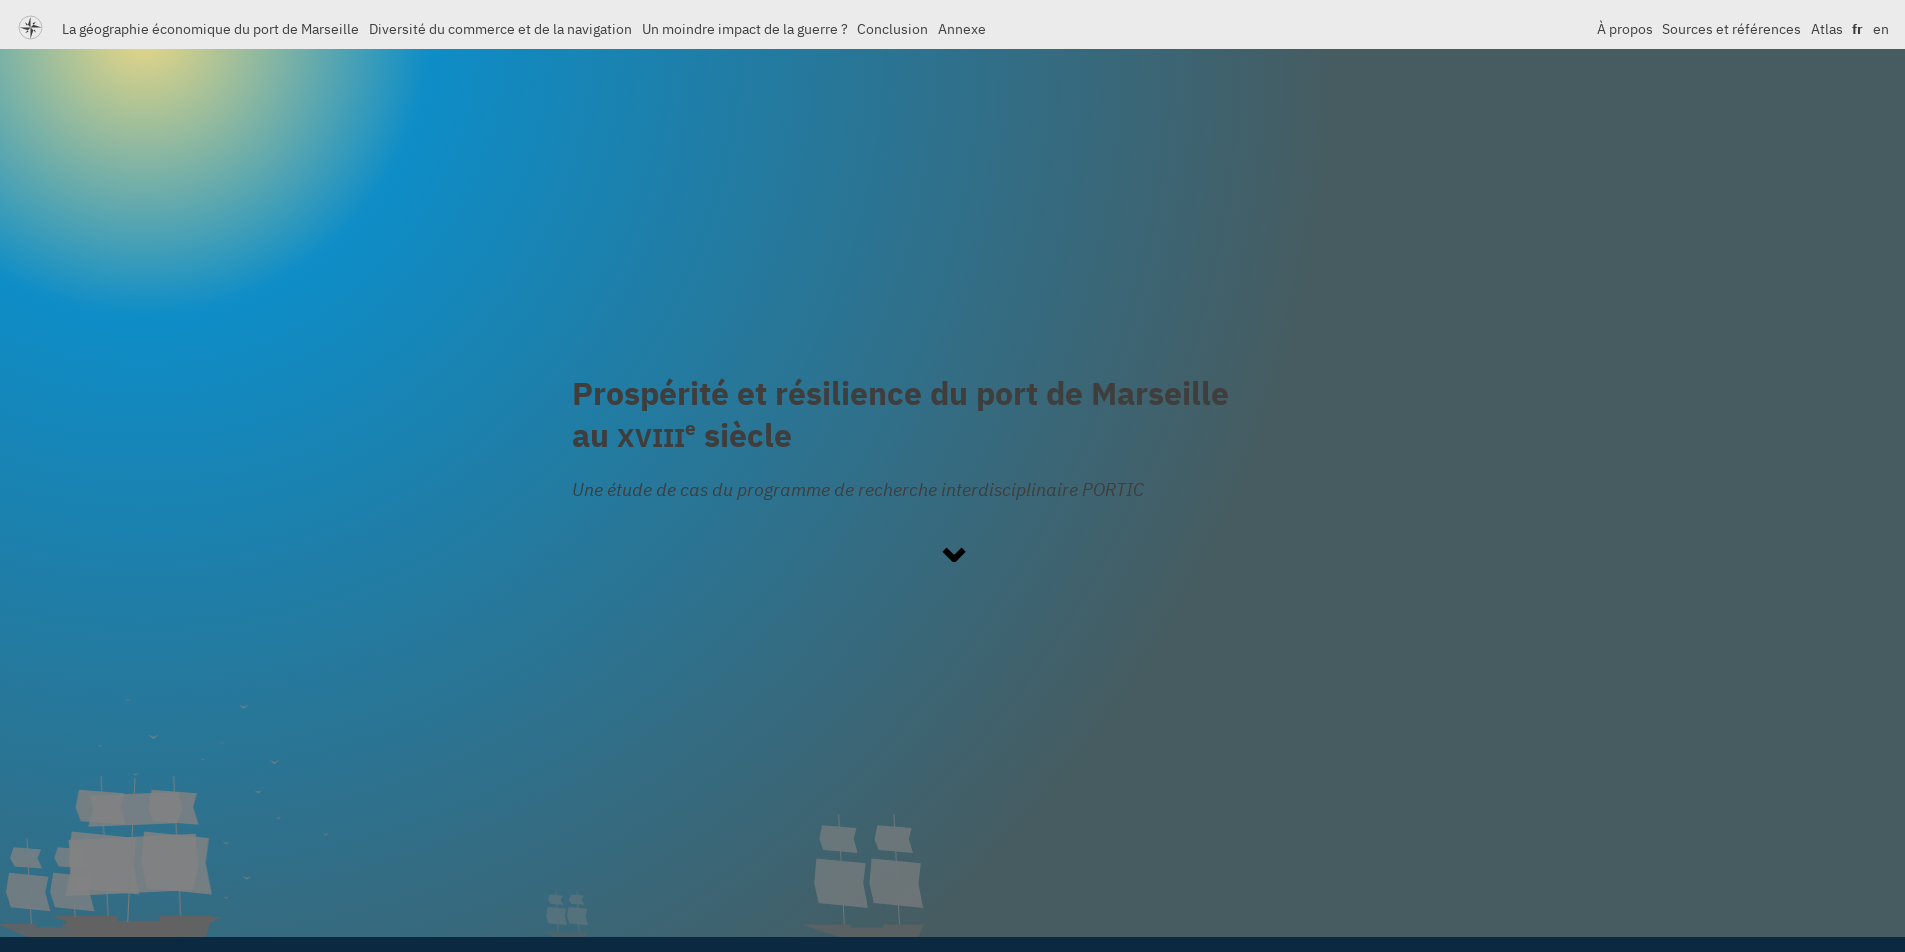 La géographie économique du port de Marseille Diversité du commerce et de la navigation Un moindre impact de la guerre ? Conclusion Annexe À propos Sources et références Atlas fr en
Prospérité et résilience du port de Marseille
au XVIIIe siècle
Une étude de cas du programme de recherche interdisciplinaire PORTIC